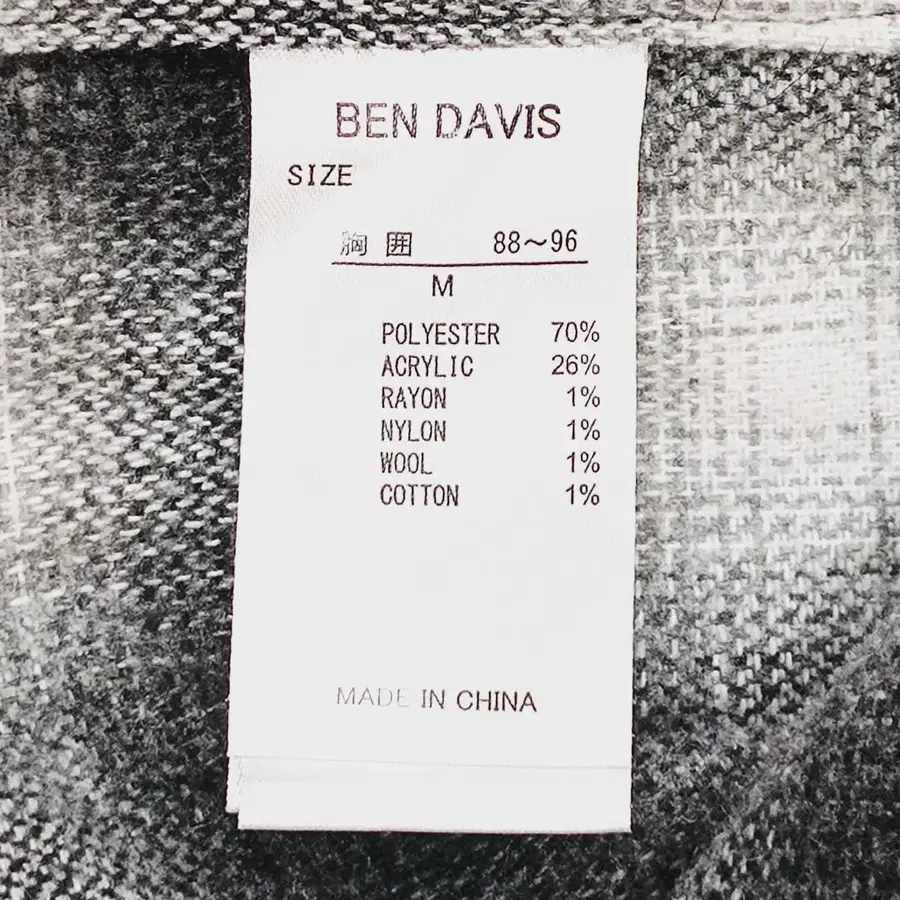 BEN DAVIS
SIZE
胸 囲 88～96
M
POLYESTER 70%
ACRYLIC 26%
RAYON 1%
NYLON 1%
WOOL 1%
COTTON 1%
MADE IN CHINA